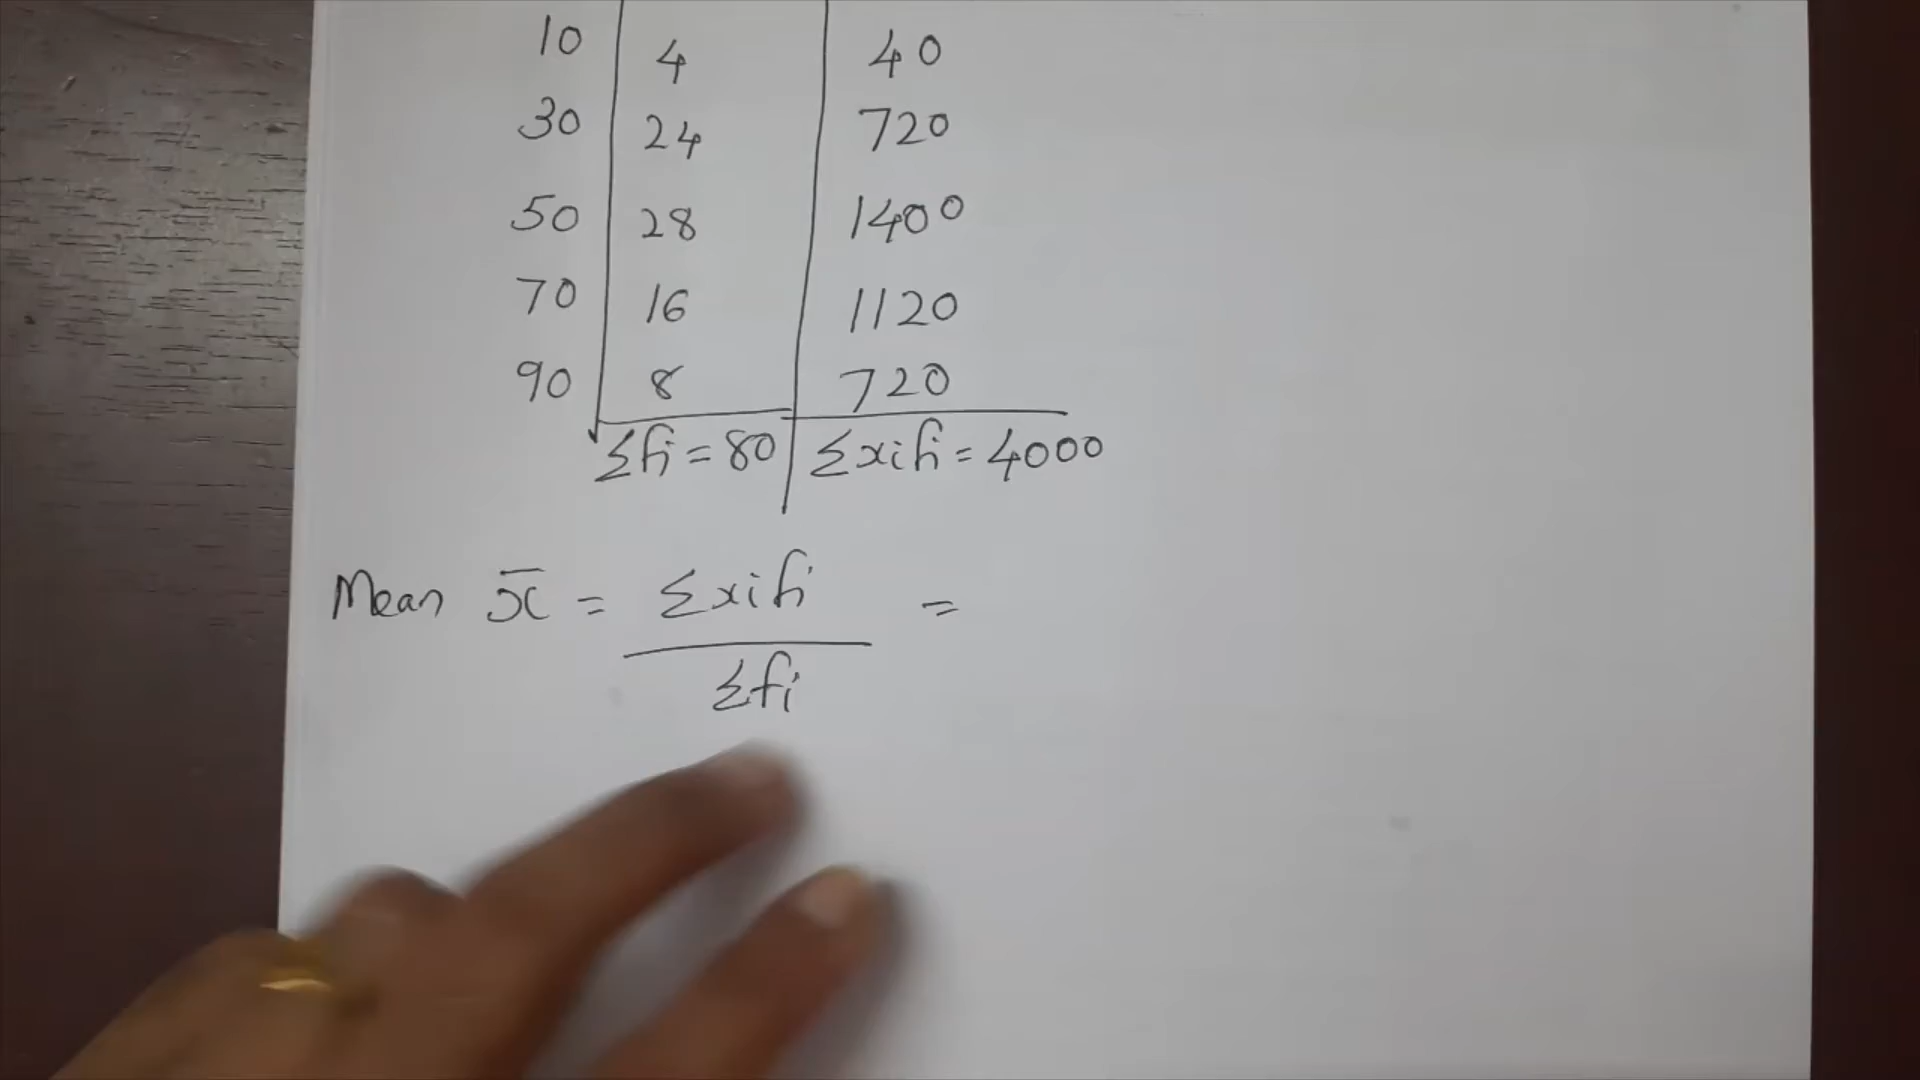 10 4 40
30 24 720
50 28 1400
70 16 1120
90 8 720
Σfi = 80 Σxifi = 4000
Mean x̄ = Σxifi =
Σfi